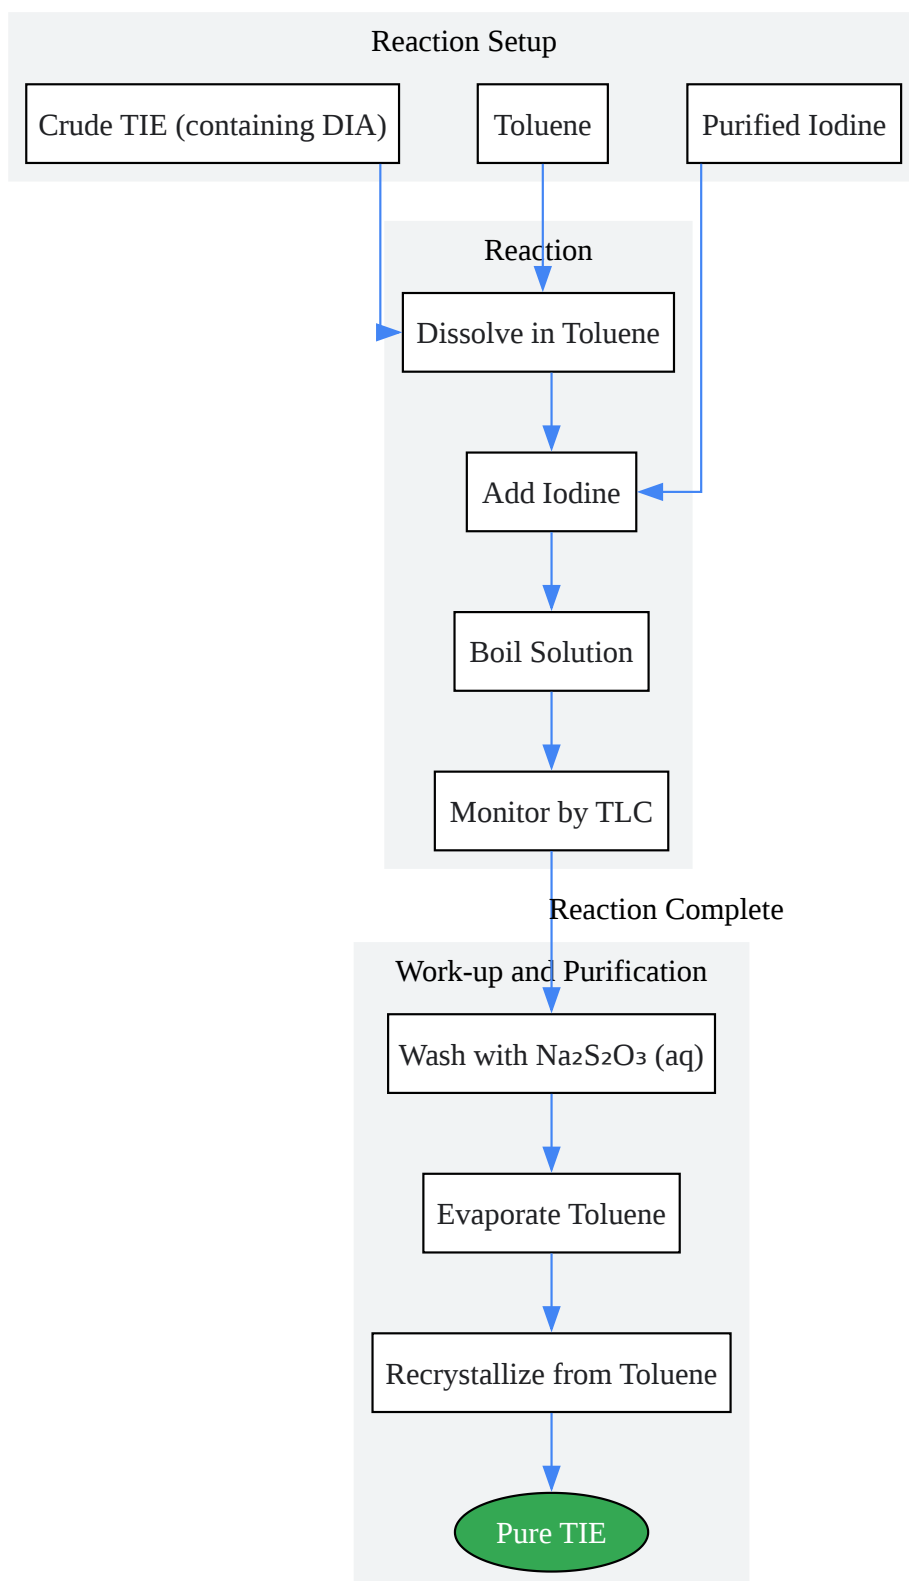 Reaction Setup
Crude TIE (containing DIA)
Toluene
Purified Iodine
Reaction
Dissolve in Toluene
Add Iodine
Boil Solution
Monitor by TLC
Reaction Complete
Work-up and Purification
Wash with Na₂S₂O₃ (aq)
Evaporate Toluene
Recrystallize from Toluene
Pure TIE